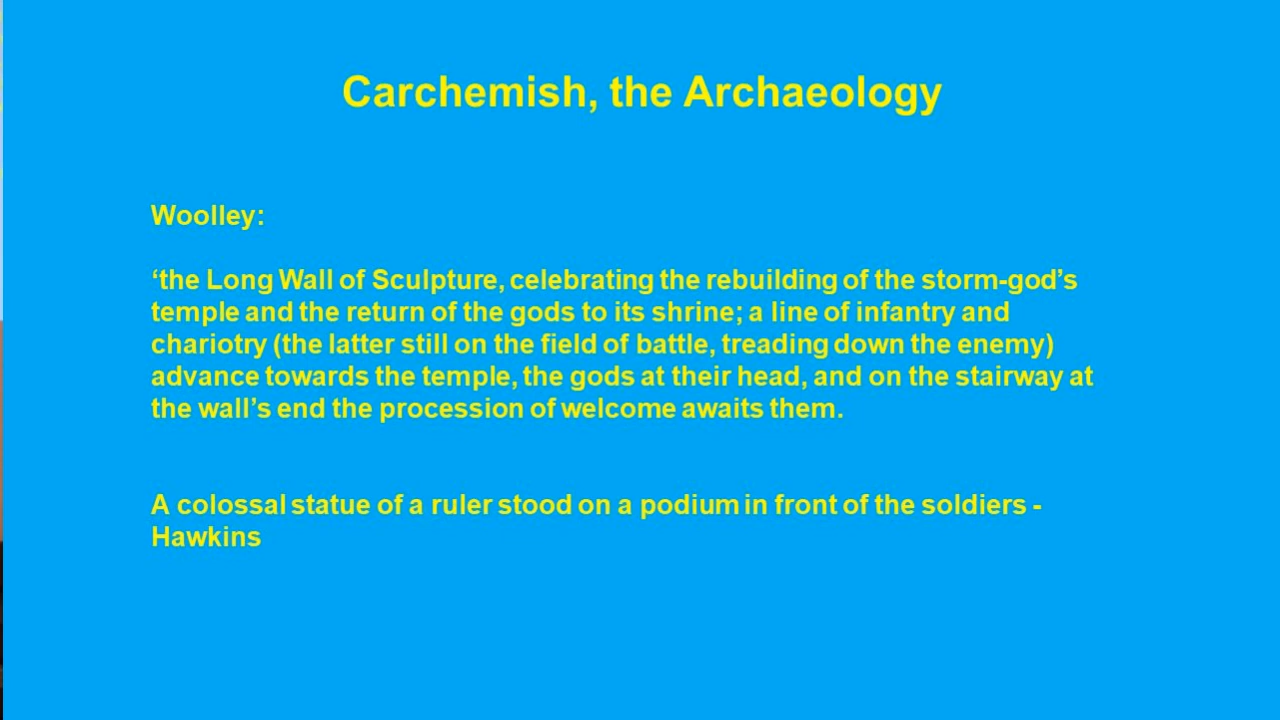 Carchemish, the Archaeology
Woolley:
‘the Long Wall of Sculpture, celebrating the rebuilding of the storm-god’s
temple and the return of the gods to its shrine; a line of infantry and
chariotry (the latter still on the field of battle, treading down the enemy)
advance towards the temple, the gods at their head, and on the stairway at
the wall’s end the procession of welcome awaits them.
A colossal statue of a ruler stood on a podium in front of the soldiers -
Hawkins